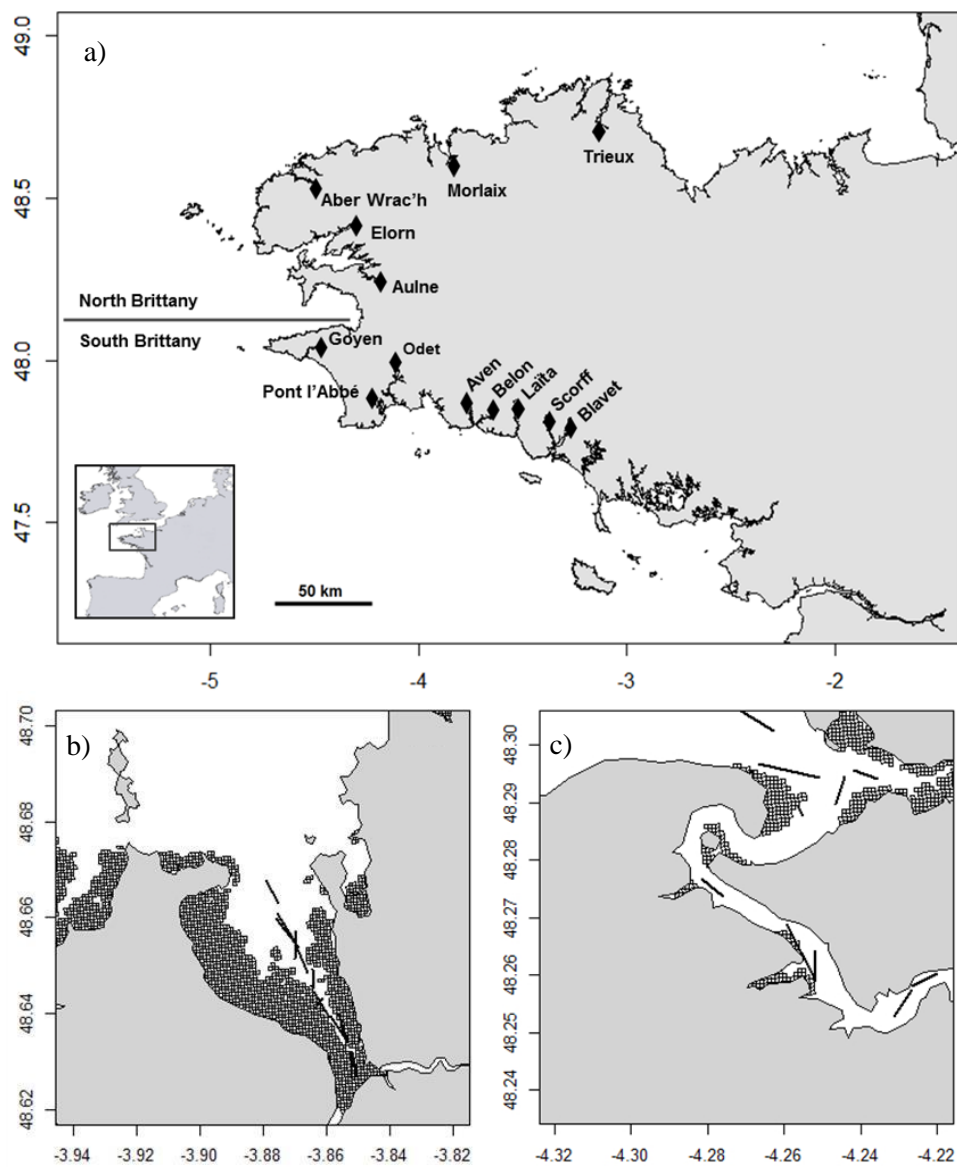 a)
49.0
48.5
48.0
47.5
Trieux
Morlaix
Aber Wrac'h
Elorn
Aulne
North Brittany
South Brittany
Goyen
Odet
Pont l'Abbé
Aven
Belon
Laïta
Scorff
Blavet
50 km
-5
-4
-3
-2
b)
48.70
48.68
48.66
48.64
48.62
-3.94
-3.92
-3.90
-3.88
-3.86
-3.84
-3.82
c)
48.30
48.29
48.28
48.27
48.26
48.25
48.24
-4.32
-4.30
-4.28
-4.26
-4.24
-4.22